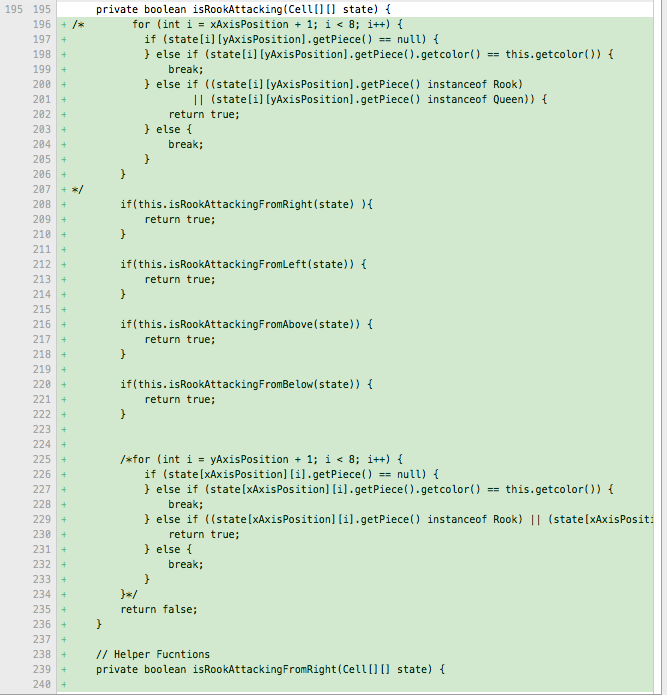 195 195 private boolean isRookAttacking(Cell[][] state) {
196 + /* for (int i = xAxisPosition + 1; i < 8; i++) {
197 + if (state[i][yAxisPosition].getPiece() == null) {
198 + } else if (state[i][yAxisPosition].getPiece().getcolor() == this.getcolor()) {
199 + break;
200 + } else if ((state[i][yAxisPosition].getPiece() instanceof Rook)
201 + || (state[i][yAxisPosition].getPiece() instanceof Queen)) {
202 + return true;
203 + } else {
204 + break;
205 + }
206 + }
207 + */
208 + if(this.isRookAttackingFromRight(state) ){
209 + return true;
210 + }
211 +
212 + if(this.isRookAttackingFromLeft(state)) {
213 + return true;
214 + }
215 +
216 + if(this.isRookAttackingFromAbove(state)) {
217 + return true;
218 + }
219 +
220 + if(this.isRookAttackingFromBelow(state)) {
221 + return true;
222 + }
223 +
224 +
225 + /*for (int i = yAxisPosition + 1; i < 8; i++) {
226 + if (state[xAxisPosition][i].getPiece() == null) {
227 + } else if (state[xAxisPosition][i].getPiece().getcolor() == this.getcolor()) {
228 + break;
229 + } else if ((state[xAxisPosition][i].getPiece() instanceof Rook) || (state[xAxisPositi
230 + return true;
231 + } else {
232 + break;
233 + }
234 + }*/
235 + return false;
236 + }
237 +
238 + // Helper Fucntions
239 + private boolean isRookAttackingFromRight(Cell[][] state) {
240 +